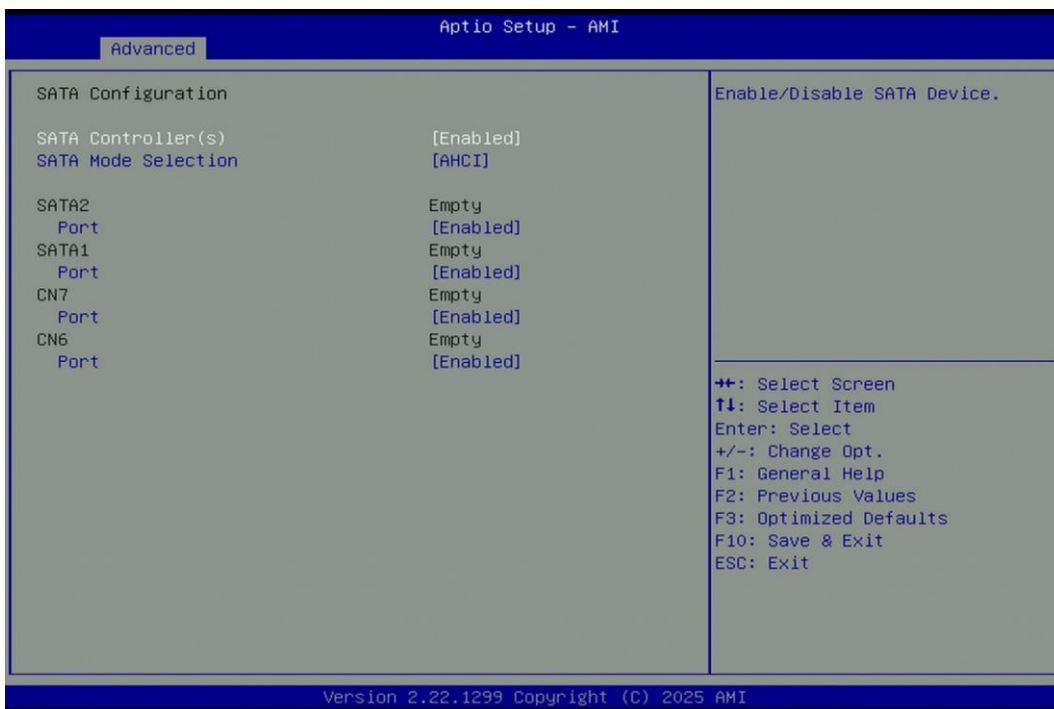 Aptio Setup – AMI
Advanced
SATA Configuration
SATA Controller(s) [Enabled]
SATA Mode Selection [AHCI]
SATA2 Empty
Port [Enabled]
SATA1 Empty
Port [Enabled]
CN7 Empty
Port [Enabled]
CN6 Empty
Port [Enabled]
Enable/Disable SATA Device.
→←: Select Screen
↑↓: Select Item
Enter: Select
+/-: Change Opt.
F1: General Help
F2: Previous Values
F3: Optimized Defaults
F10: Save & Exit
ESC: Exit
Version 2.22.1299 Copyright (C) 2025 AMI